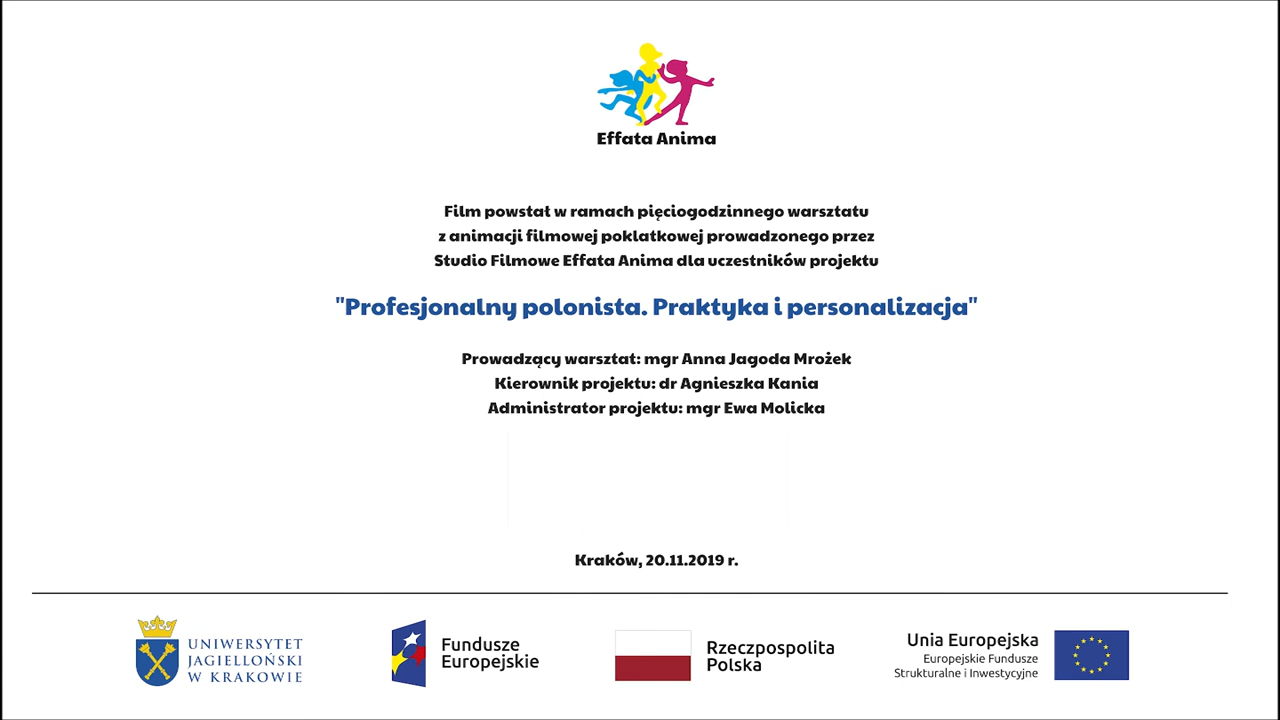 Effata Anima
Film powstał w ramach pięciogodzinnego warsztatu
z animacji filmowej poklatkowej prowadzonego przez
Studio Filmowe Effata Anima dla uczestników projektu
"Profesjonalny polonista. Praktyka i personalizacja"
Prowadzący warsztat: mgr Anna Jagoda Mrożek
Kierownik projektu: dr Agnieszka Kania
Administrator projektu: mgr Ewa Molicka
Kraków, 20.11.2019 r.
UNIWERSYTET
JAGIELLOŃSKI
W KRAKOWIE
Fundusze
Europejskie
Rzeczpospolita
Polska
Unia Europejska
Europejskie Fundusze
Strukturalne i Inwestycyjne